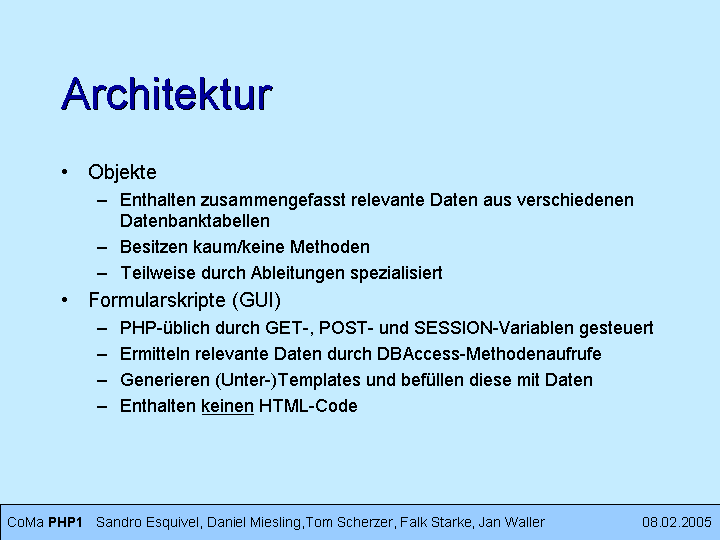 Architektur
• Objekte
– Enthalten zusammengefasst relevante Daten aus verschiedenen
Datenbanktabellen
– Besitzen kaum/keine Methoden
– Teilweise durch Ableitungen spezialisiert
• Formularskripte (GUI)
– PHP-üblich durch GET-, POST- und SESSION-Variablen gesteuert
– Ermitteln relevante Daten durch DBAccess-Methodenaufrufe
– Generieren (Unter-)Templates und befüllen diese mit Daten
– Enthalten keinen HTML-Code
CoMa PHP1 Sandro Esquivel, Daniel Miesling,Tom Scherzer, Falk Starke, Jan Waller 08.02.2005